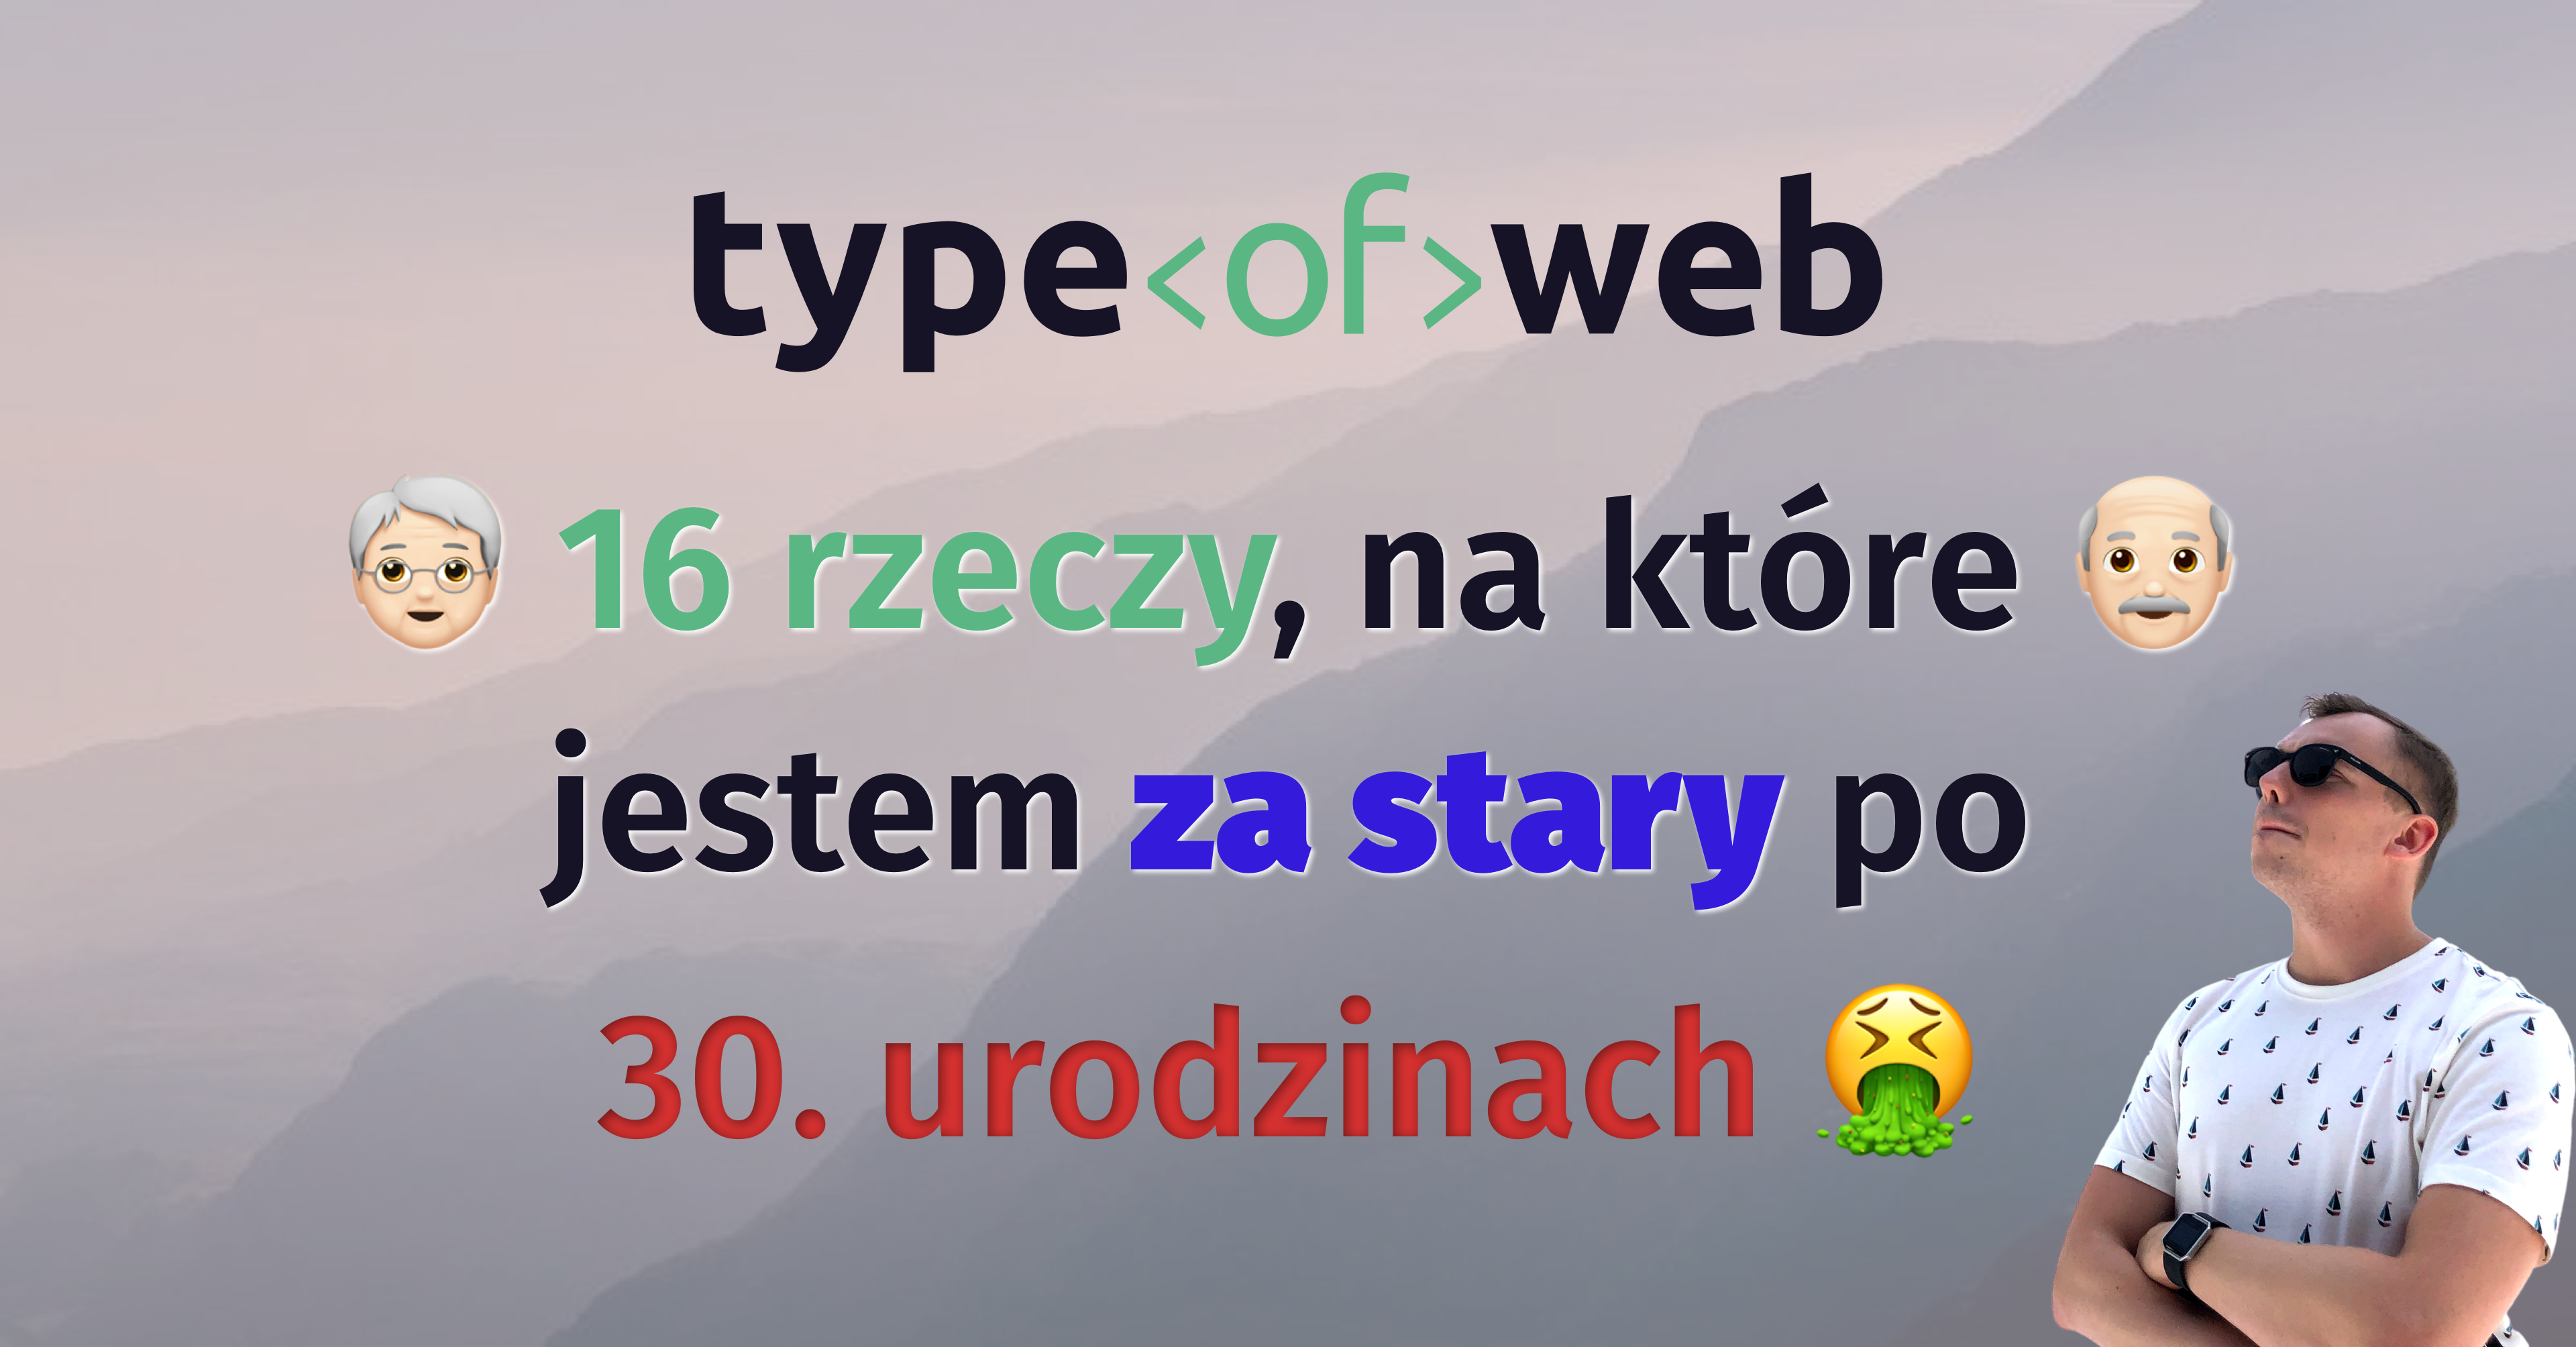 type<of>web
16 rzeczy, na które
jestem za stary po
30. urodzinach